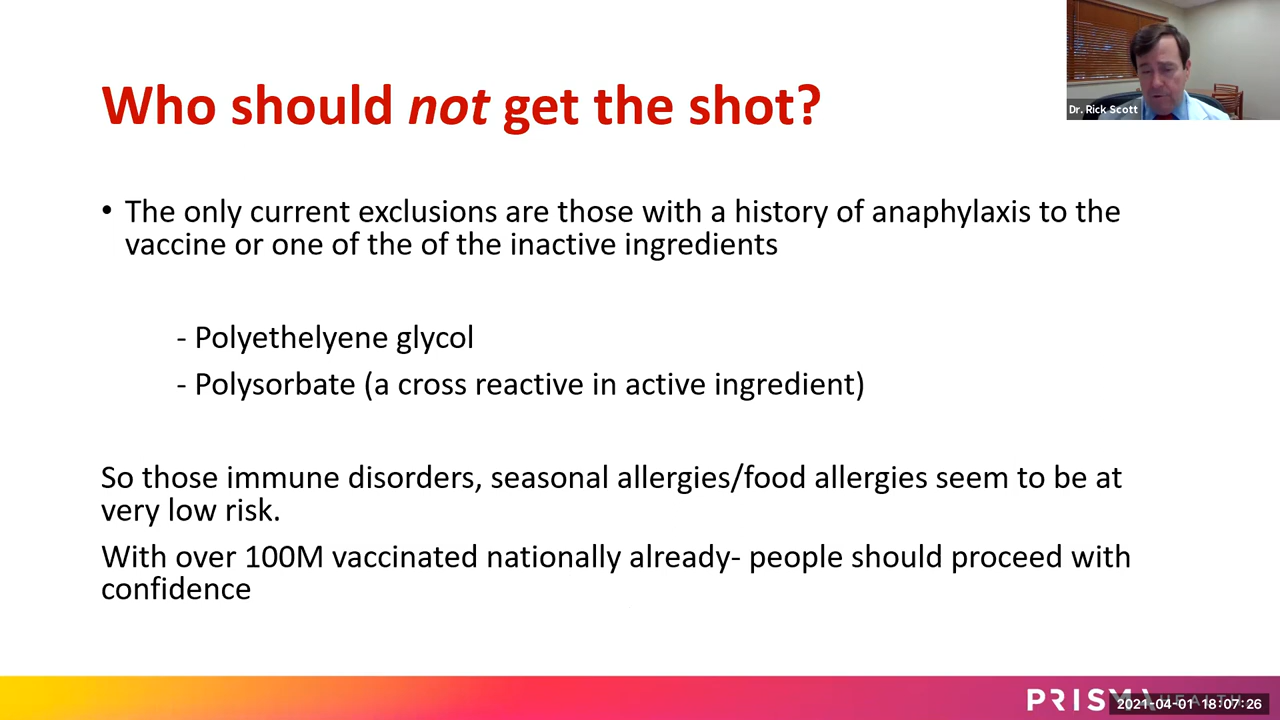 Who should not get the shot?
Dr. Rick Scott
• The only current exclusions are those with a history of anaphylaxis to the
vaccine or one of the of the inactive ingredients
- Polyethelyene glycol
- Polysorbate (a cross reactive in active ingredient)
So those immune disorders, seasonal allergies/food allergies seem to be at
very low risk.
With over 100M vaccinated nationally already- people should proceed with
confidence
PRISMA HEALTH
2021-04-01 18:07:26